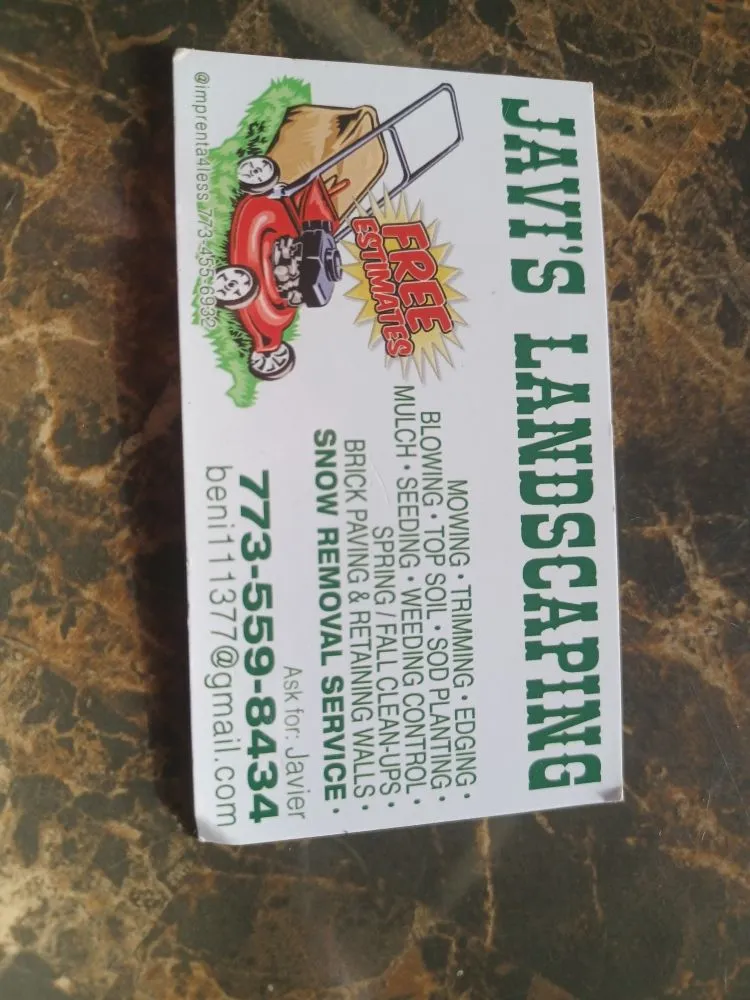 JAVI'S LANDSCAPING
FREE
ESTIMATES
MOWING • TRIMMING • EDGING •
BLOWING • TOP SOIL • SOD PLANTING •
MULCH • SEEDING • WEEDING CONTROL •
SPRING / FALL CLEAN-UPS •
BRICK PAVING & RETAINING WALLS •
SNOW REMOVAL SERVICE •
Ask for: Javier
773-559-8434
beni111377@gmail.com
@imprenta4less 773-455-6932